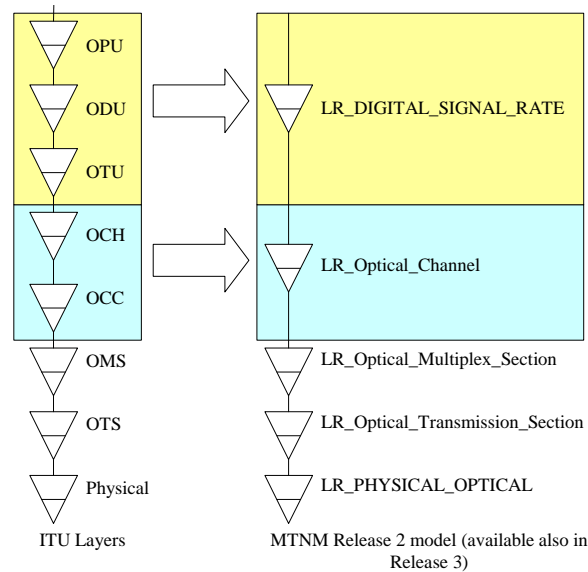 OPU
ODU
OTU
OCH
OCC
OMS
OTS
Physical
ITU Layers
LR_DIGITAL_SIGNAL_RATE
LR_Optical_Channel
LR_Optical_Multiplex_Section
LR_Optical_Transmission_Section
LR_PHYSICAL_OPTICAL
MTNM Release 2 model (available also in
Release 3)